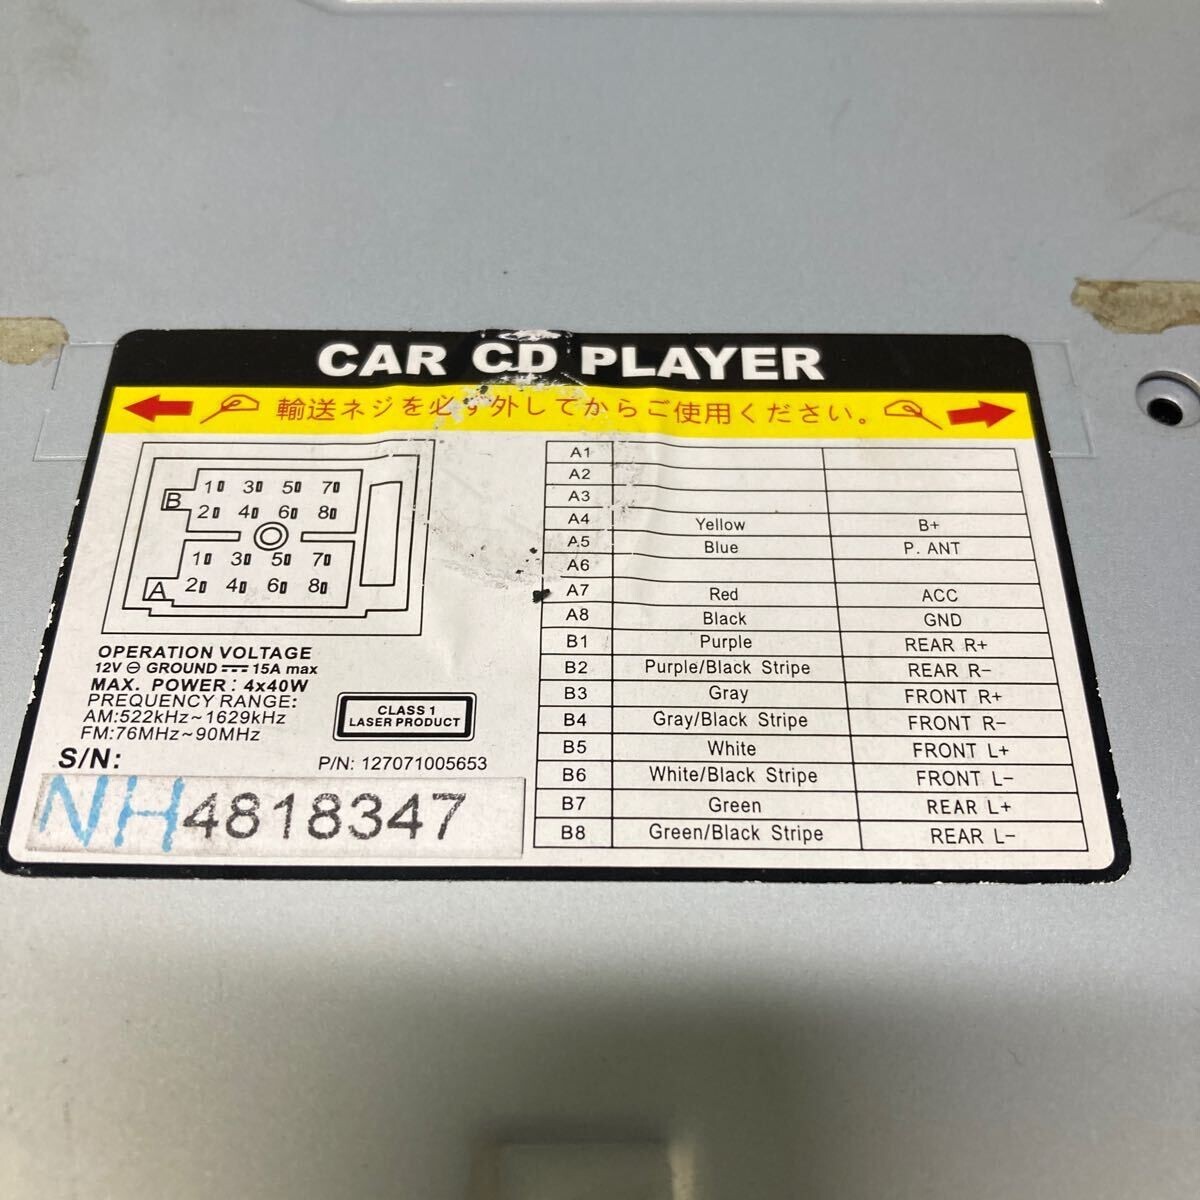 CAR CD PLAYER
輸送ネジを必ず外してからご使用ください。
B 1 3 5 7
2 4 6 8
1 3 5 7
A 2 4 6 8
OPERATION VOLTAGE
12V ⊖ GROUND ⎓ 15A max
MAX. POWER: 4x40W
PREQUENCY RANGE:
AM:522kHz~1629kHz
FM:76MHz~90MHz
CLASS 1
LASER PRODUCT
S/N:
P/N: 127071005653
NH4818347
A1
A2
A3
A4 Yellow B+
A5 Blue P. ANT
A6
A7 Red ACC
A8 Black GND
B1 Purple REAR R+
B2 Purple/Black Stripe REAR R-
B3 Gray FRONT R+
B4 Gray/Black Stripe FRONT R-
B5 White FRONT L+
B6 White/Black Stripe FRONT L-
B7 Green REAR L+
B8 Green/Black Stripe REAR L-